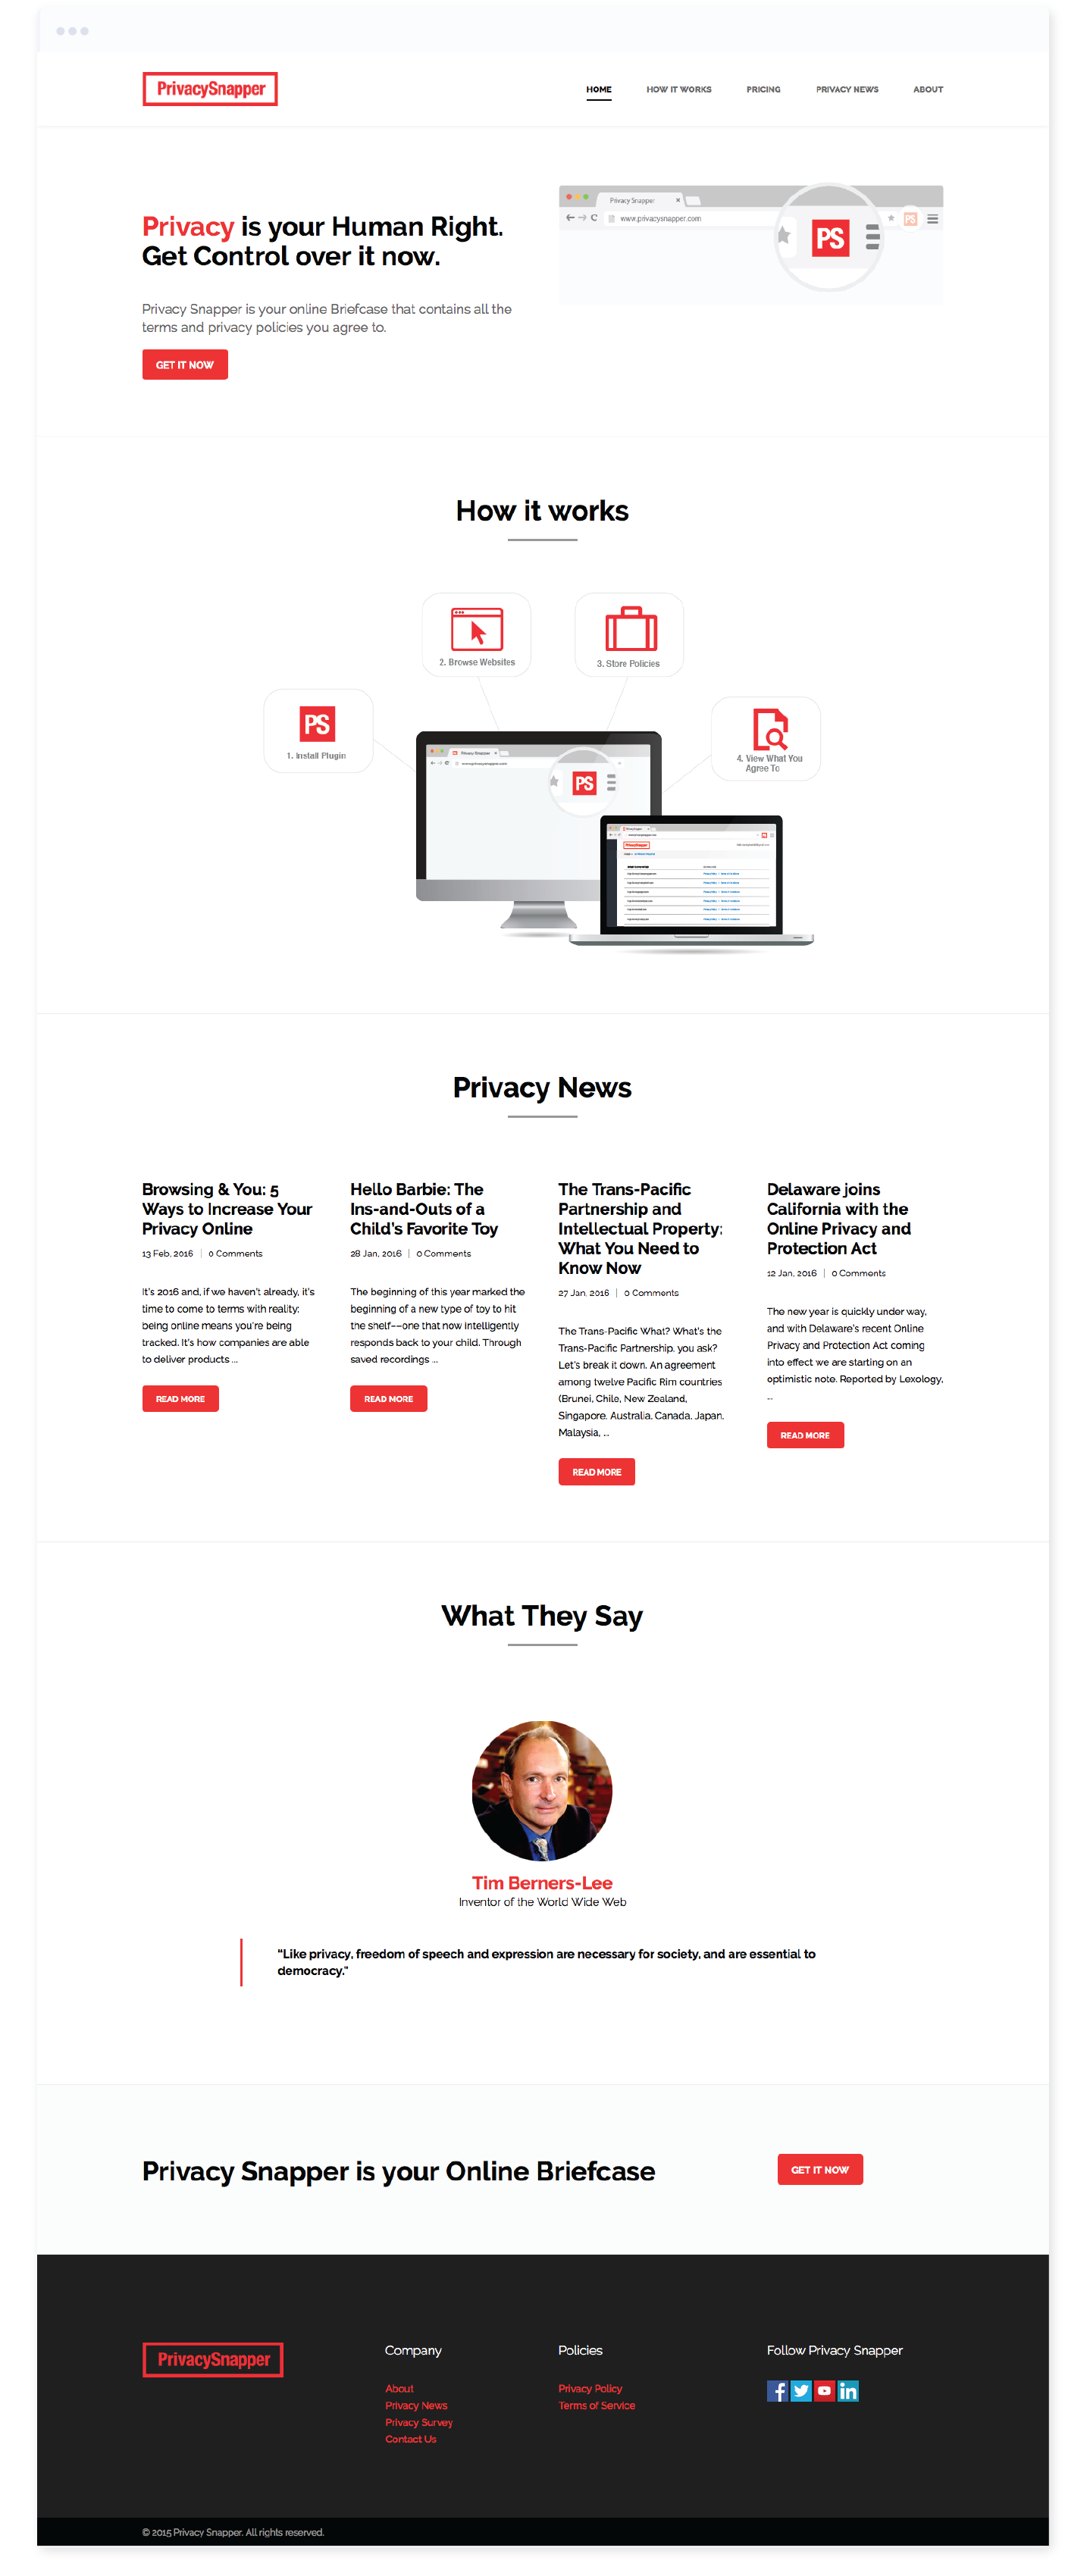 PrivacySnapper
HOME
HOW IT WORKS
PRICING
PRIVACY NEWS
ABOUT
Privacy is your Human Right.
Get Control over it now.
Privacy Snapper is your online Briefcase that contains all the
terms and privacy policies you agree to.
GET IT NOW
Privacy Snapper
www.privacysnapper.com
PS
PS
How it works
2. Browse Websites
3. Store Policies
PS
1. Install Plugin
4. View What You
Agree To
Privacy Snapper
www.privacysnapper.com
PS
PrivacySnapper
Privacy News
Browsing & You: 5
Ways to Increase Your
Privacy Online
13 Feb, 2016 | 0 Comments
It's 2016 and, if we haven't already, it's
time to come to terms with reality:
being online means you're being
tracked. It's how companies are able
to deliver products ...
READ MORE
Hello Barbie: The
Ins-and-Outs of a
Child's Favorite Toy
28 Jan, 2016 | 0 Comments
The beginning of this year marked the
beginning of a new type of toy to hit
the shelf––one that now intelligently
responds back to your child. Through
saved recordings ...
READ MORE
The Trans-Pacific
Partnership and
Intellectual Property:
What You Need to
Know Now
27 Jan, 2016 | 0 Comments
The Trans-Pacific What? What's the
Trans-Pacific Partnership, you ask?
Let's break it down. An agreement
among twelve Pacific Rim countries
(Brunei, Chile, New Zealand,
Singapore, Australia, Canada, Japan,
Malaysia, ...
READ MORE
Delaware joins
California with the
Online Privacy and
Protection Act
12 Jan, 2016 | 0 Comments
The new year is quickly under way,
and with Delaware's recent Online
Privacy and Protection Act coming
into effect we are starting on an
optimistic note. Reported by Lexology,
...
READ MORE
What They Say
Tim Berners-Lee
Inventor of the World Wide Web
“Like privacy, freedom of speech and expression are necessary for society, and are essential to
democracy.”
Privacy Snapper is your Online Briefcase
GET IT NOW
PrivacySnapper
Company
About
Privacy News
Privacy Survey
Contact Us
Policies
Privacy Policy
Terms of Service
Follow Privacy Snapper
© 2015 Privacy Snapper. All rights reserved.